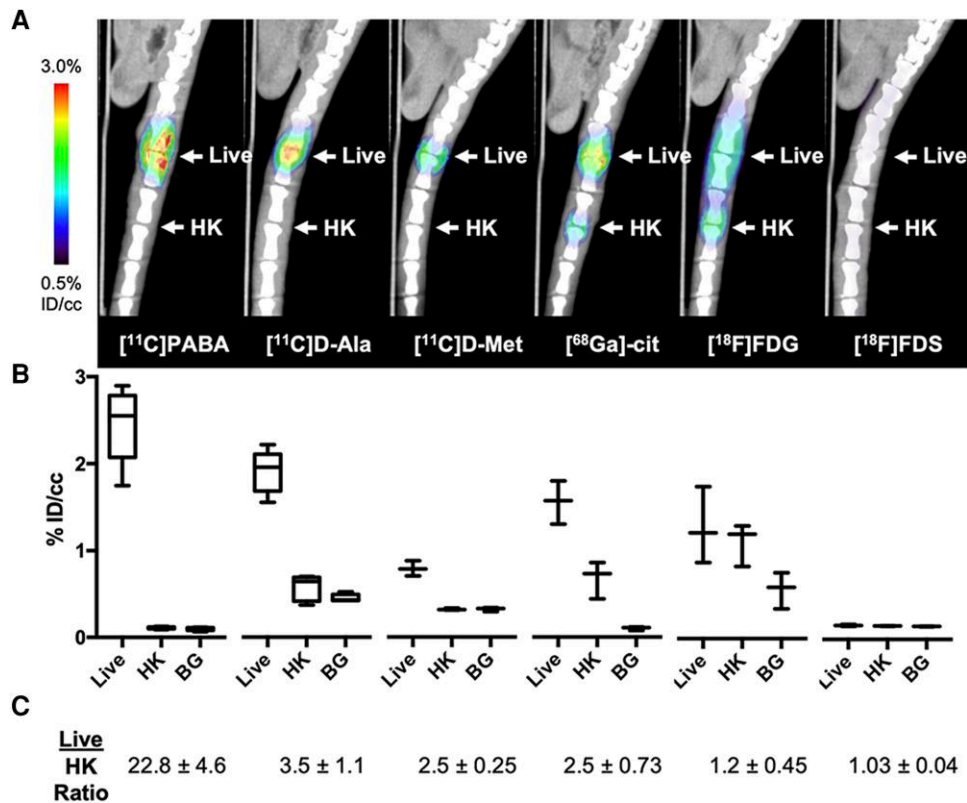 A
3.0%
0.5%
ID/cc
Live
HK
Live
HK
Live
HK
Live
HK
Live
HK
Live
HK
[¹¹C]PABA [¹¹C]D-Ala [¹¹C]D-Met [⁶⁸Ga]-cit [¹⁸F]FDG [¹⁸F]FDS
B
% ID/cc
3
2
1
0
Live HK BG Live HK BG Live HK BG Live HK BG Live HK BG Live HK BG
C
Live
HK 22.8 ± 4.6 3.5 ± 1.1 2.5 ± 0.25 2.5 ± 0.73 1.2 ± 0.45 1.03 ± 0.04
Ratio